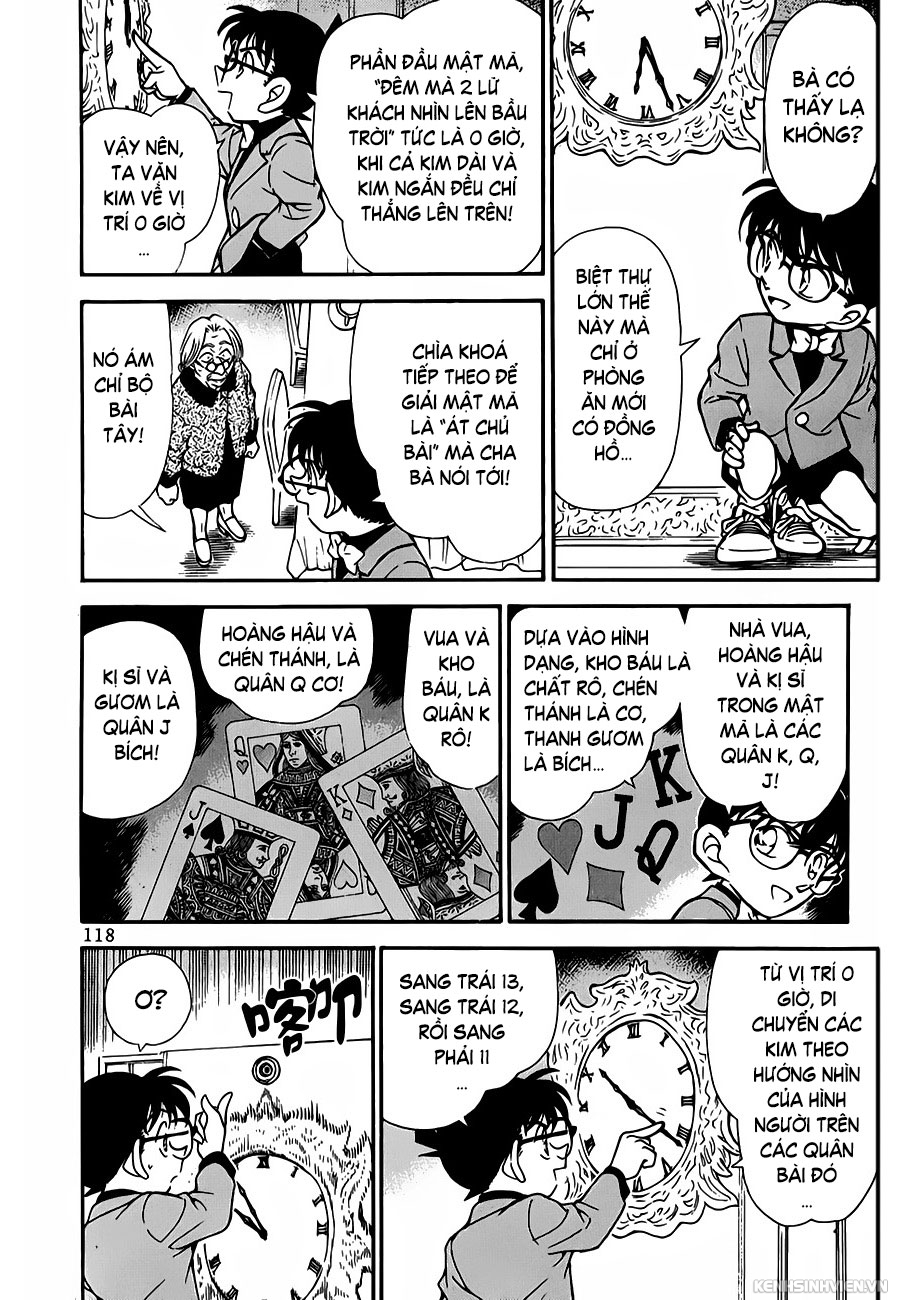 BÀ CÓ
THẤY LẠ
KHÔNG?
BIỆT THỰ
LỚN THẾ
NÀY MÀ
CHỈ Ở
PHÒNG
ĂN MỚI
CÓ ĐỒNG
HỒ...
PHẦN ĐẦU MẬT MÃ,
"ĐÊM MÀ 2 LỮ
KHÁCH NHÌN LÊN BẦU
TRỜI" TỨC LÀ 0 GIỜ,
KHI CẢ KIM DÀI VÀ
KIM NGẮN ĐỀU CHỈ
THẲNG LÊN TRÊN!
VẬY NÊN,
TA VẶN
KIM VỀ VỊ
TRÍ 0 GIỜ
...
CHÌA KHOÁ
TIẾP THEO ĐỂ
GIẢI MẬT MÃ
LÀ "ÁT CHỦ
BÀI" MÀ CHA
BÀ NÓI TỚI!
NÓ ÁM
CHỈ BỘ
BÀI
TÂY!
NHÀ VUA,
HOÀNG HẬU
VÀ KỊ SĨ
TRONG MẬT
MÃ LÀ CÁC
QUÂN K, Q,
J!
DỰA VÀO HÌNH
DẠNG, KHO BÁU LÀ
CHẤT RÔ, CHÉN
THÁNH LÀ CƠ,
THANH GƯƠM
LÀ BÍCH...
J K
Q
VUA VÀ
KHO
BÁU, LÀ
QUÂN K
RÔ!
HOÀNG HẬU VÀ
CHÉN THÁNH, LÀ
QUÂN Q CƠ!
KỊ SĨ VÀ
GƯƠM LÀ
QUÂN J
BÍCH!
118
TỪ VỊ TRÍ 0
GIỜ, DI
CHUYỂN CÁC
KIM THEO
HƯỚNG NHÌN
CỦA HÌNH
NGƯỜI TRÊN
CÁC QUÂN
BÀI ĐÓ
...
SANG TRÁI 13,
SANG TRÁI 12,
RỒI SANG
PHẢI 11
...
Ơ?
喀叩
KENHSINHVIEN.VN